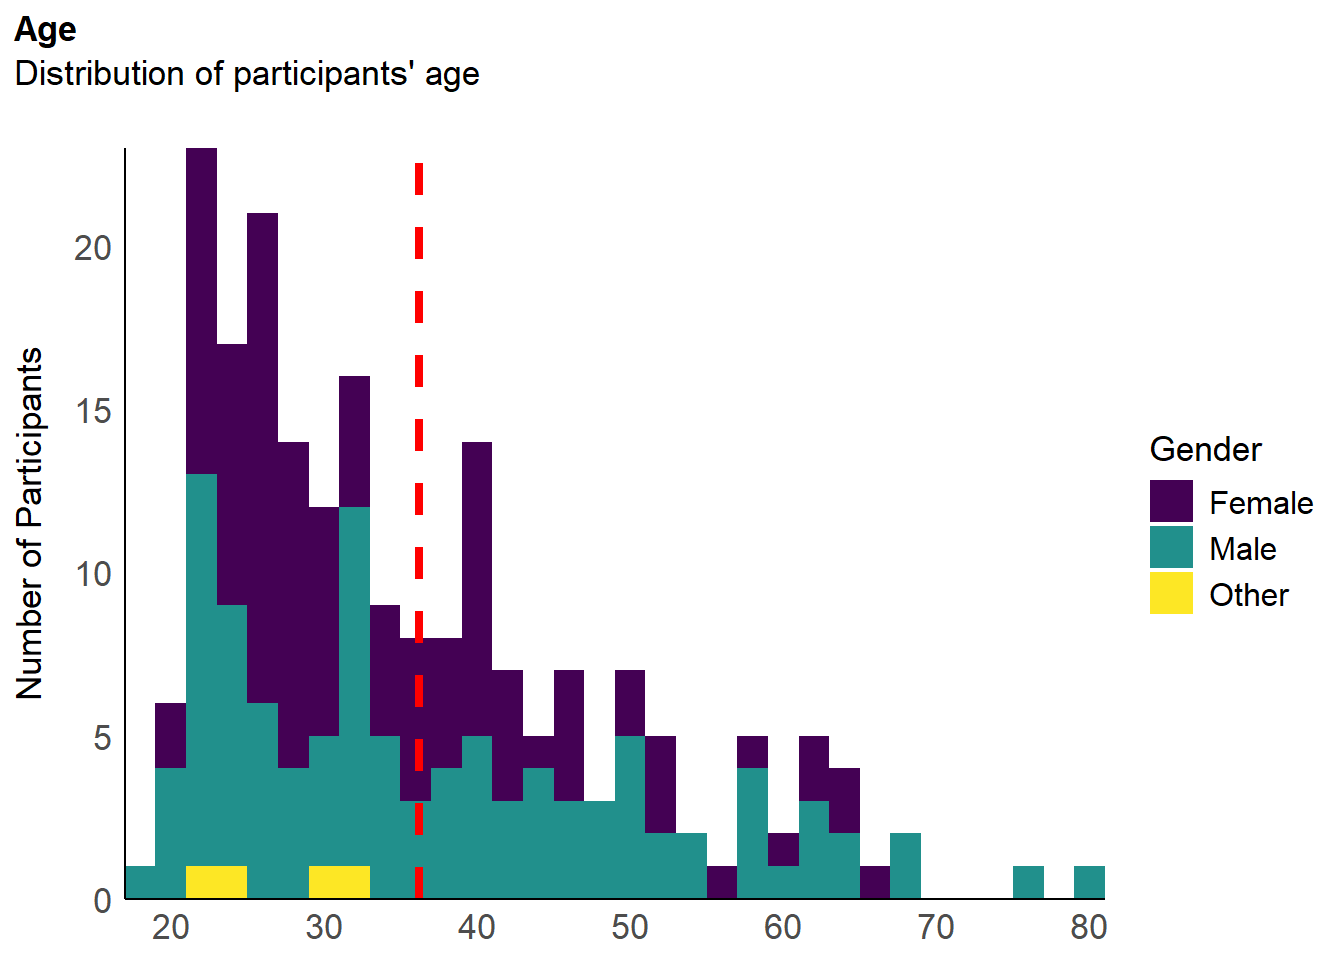 Age
Distribution of participants' age
Number of Participants
20
15
10
5
0
20 30 40 50 60 70 80
Gender
Female
Male
Other